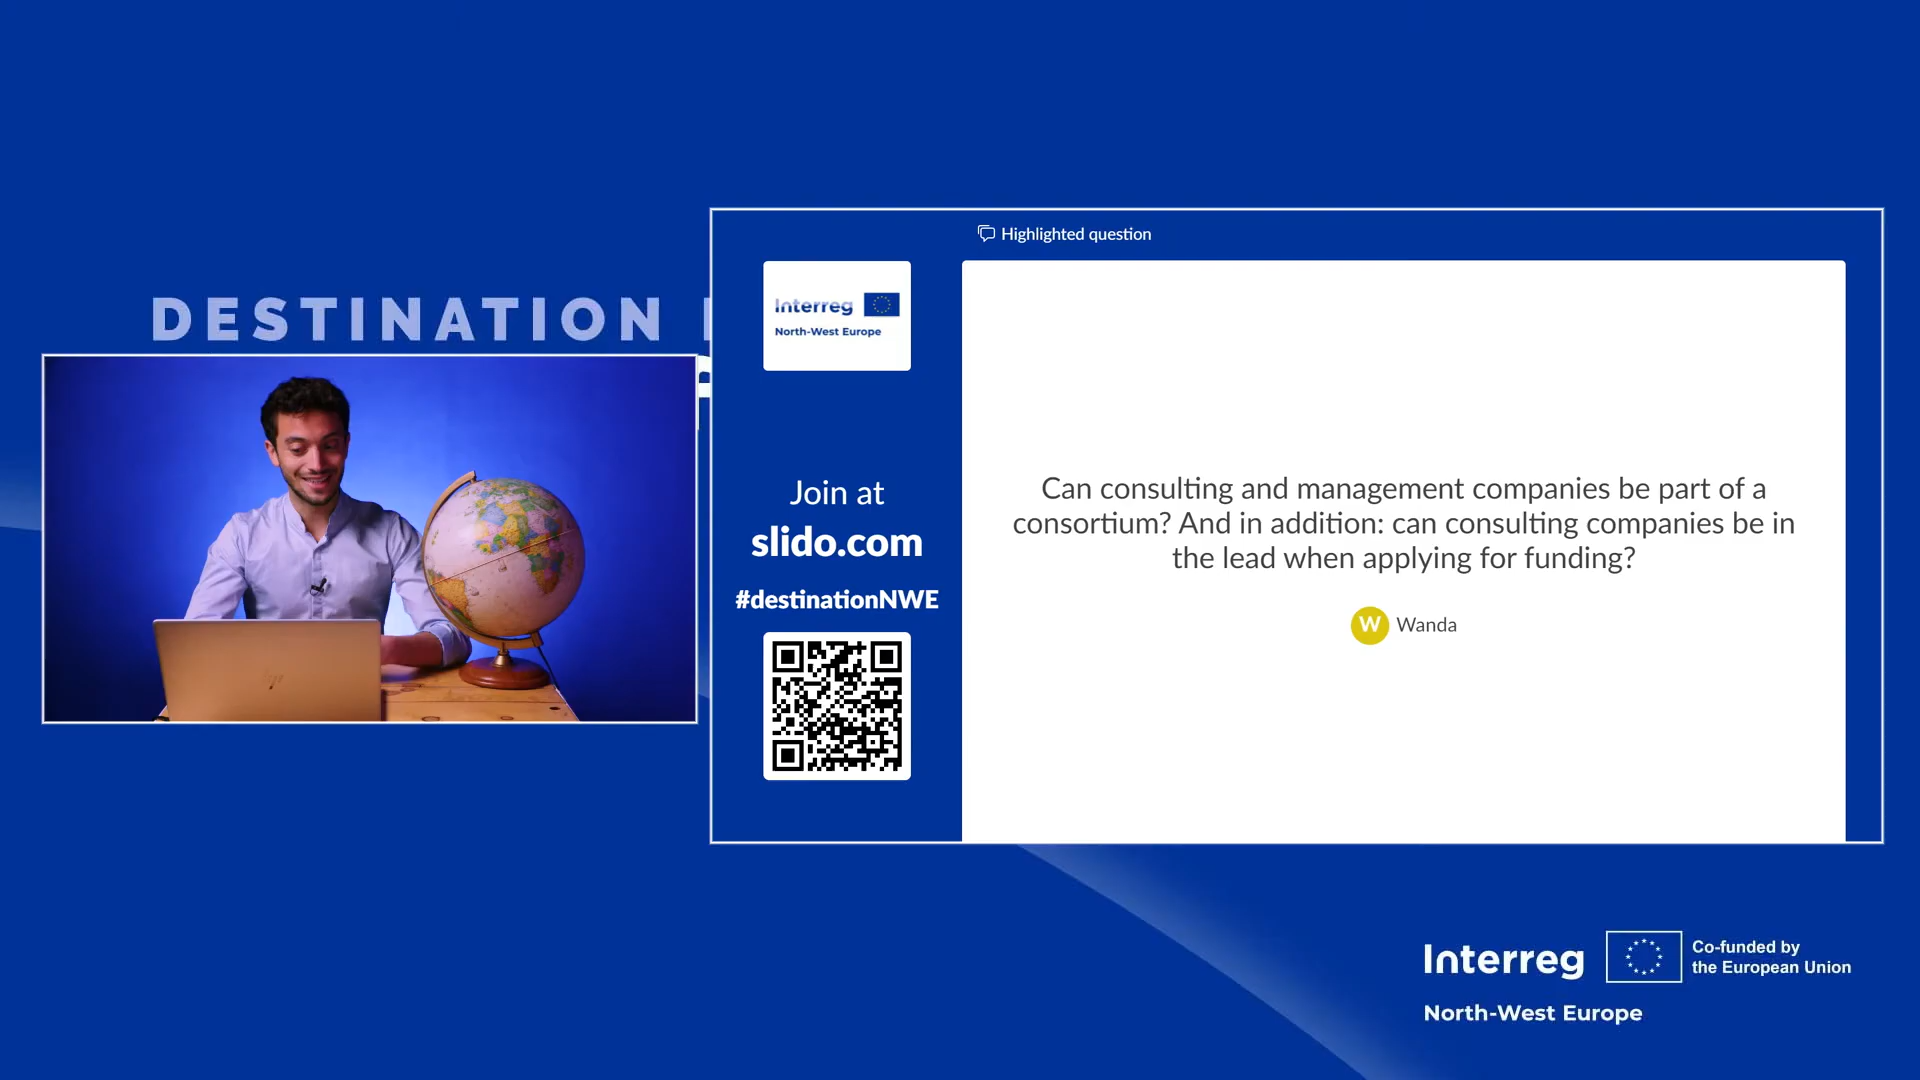 DESTINATION
Highlighted question
Interreg
North-West Europe
Join at
slido.com
#destinationNWE
Can consulting and management companies be part of a
consortium? And in addition: can consulting companies be in
the lead when applying for funding?
W Wanda
Interreg
Co-funded by
the European Union
North-West Europe